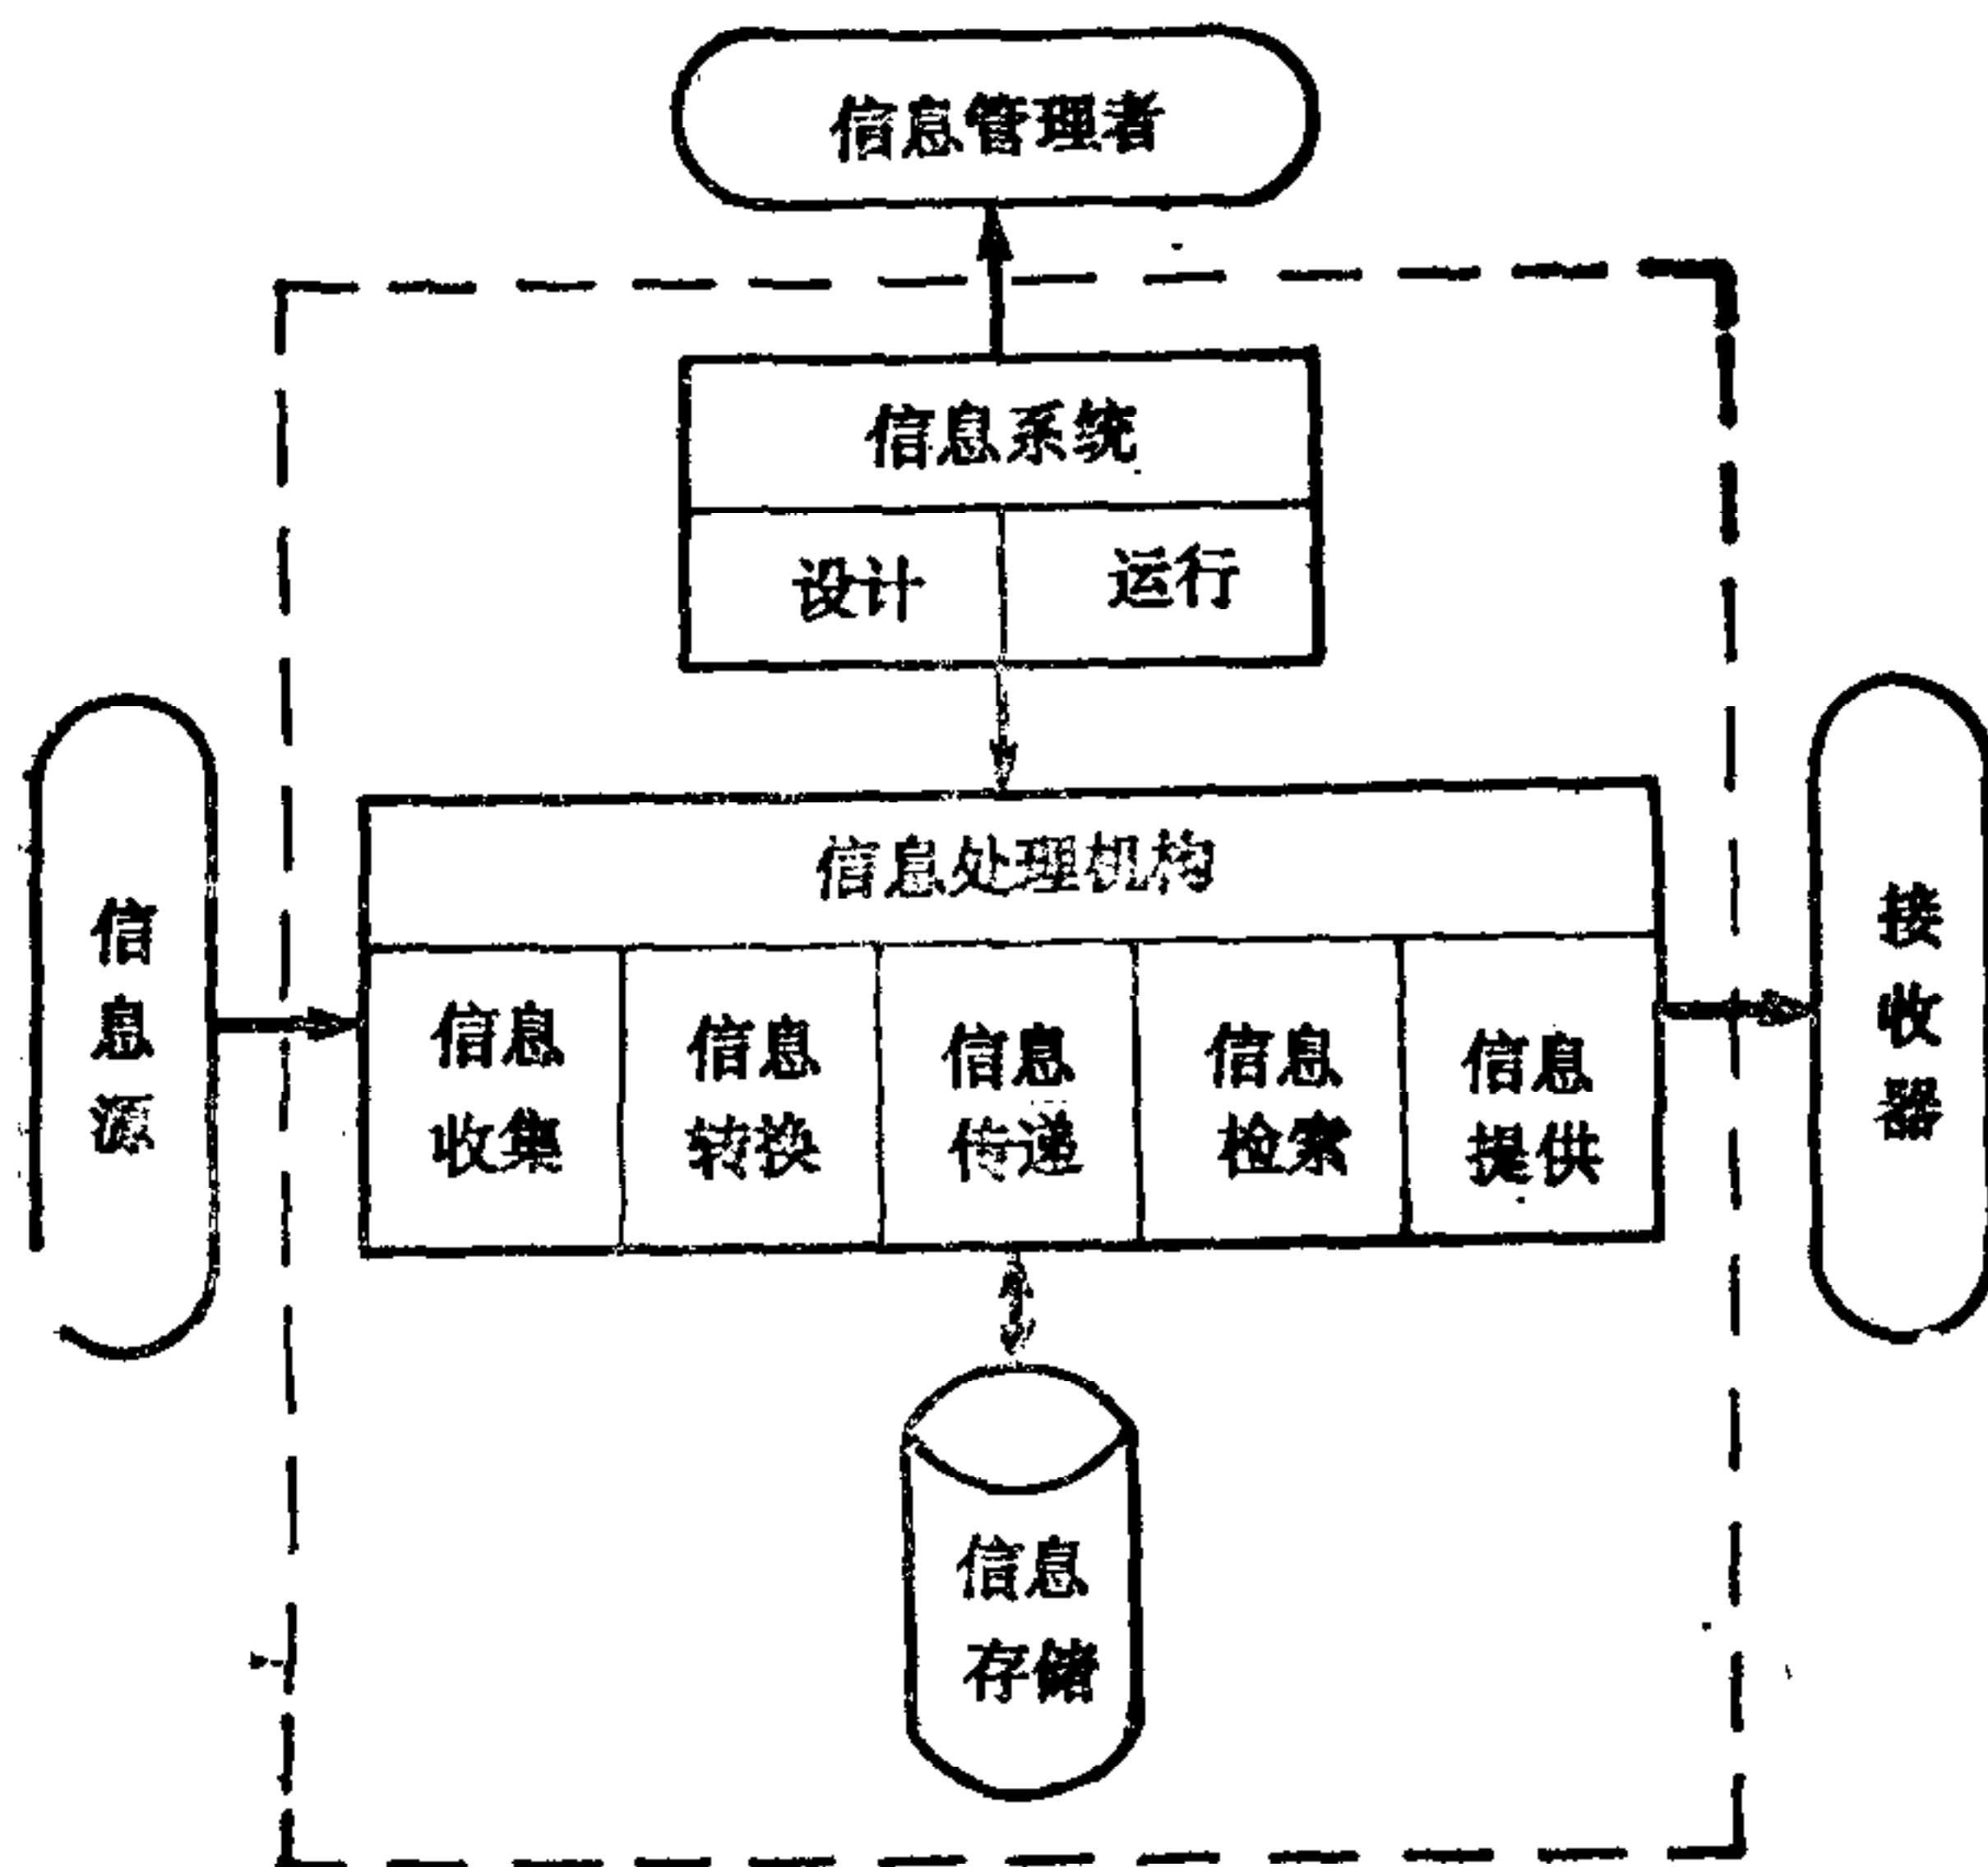 信息管理者
信息系统
设计
运行
信息处理机构
信息
收集
信息
转换
信息
传递
信息
检索
信息
提供
信息源
接收器
信息
存储